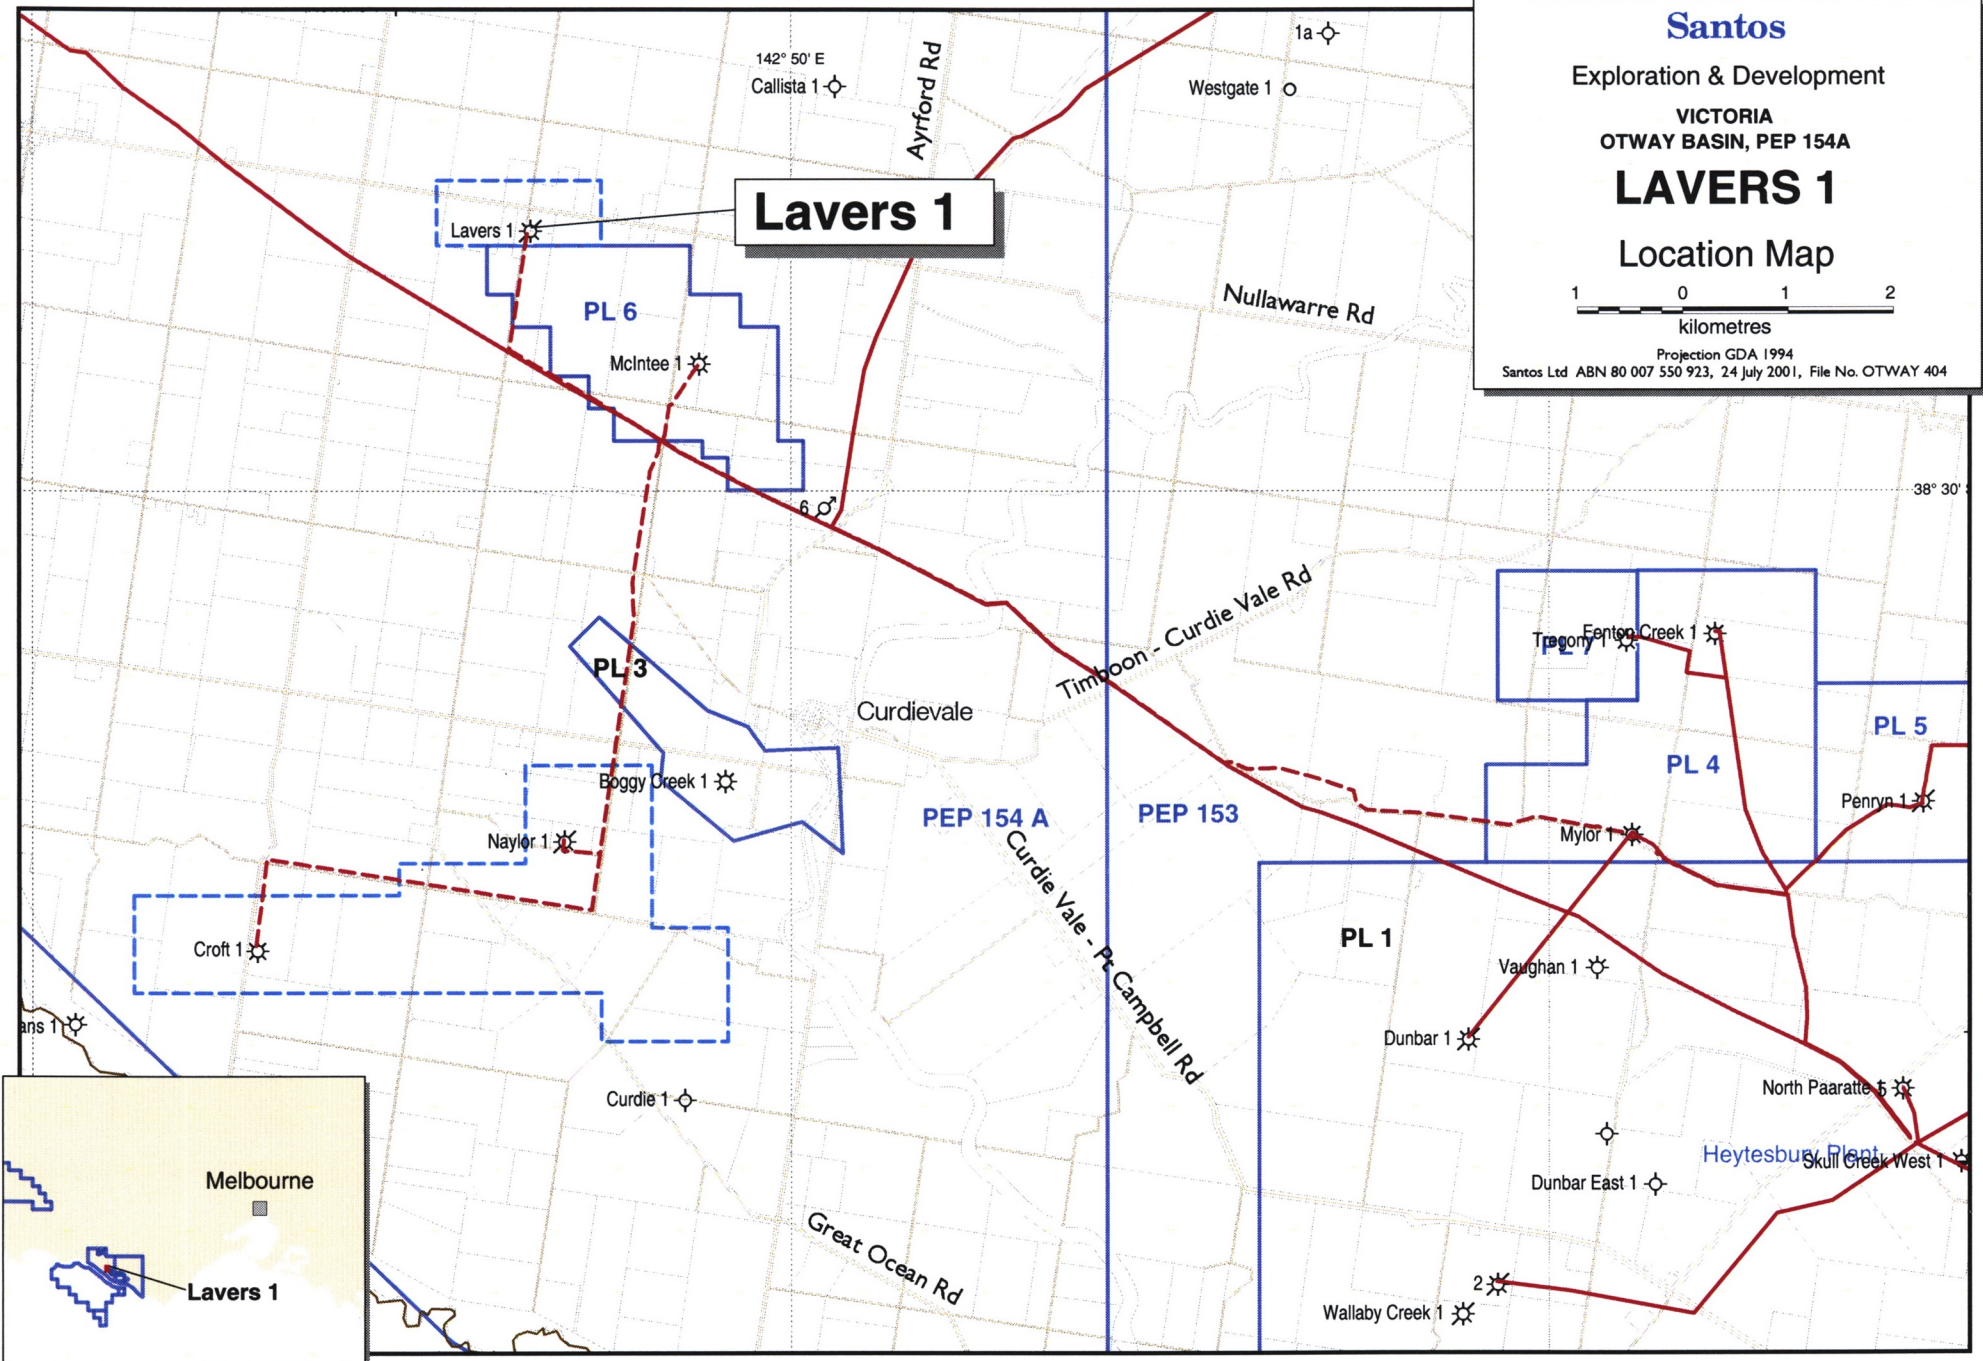 Santos
Exploration & Development
VICTORIA
OTWAY BASIN, PEP 154A
LAVERS 1
Location Map
1 0 1 2
kilometres
Projection GDA 1994
Santos Ltd ABN 80 007 550 923, 24 July 2001, File No. OTWAY 404
1a
142° 50' E
Callista 1
Ayrford Rd
Westgate 1
Lavers 1
Lavers 1
Nullawarre Rd
PL 6
McIntee 1
38° 30'
6
Timboon - Curdie Vale Rd
Fenton Creek 1
Tregony 1
PL 7
PL 3
Curdievale
PL 5
PL 4
Boggy Creek 1
Penryn 1
PEP 154 A
PEP 153
Mylor 1
Naylor 1
Curdie Vale - Pt Campbell Rd
PL 1
Croft 1
Vaughan 1
ans 1
Dunbar 1
North Paaratte 5
Curdie 1
Heytesbury Plant
Skull Creek West 1
Dunbar East 1
Melbourne
Great Ocean Rd
Lavers 1
2
Wallaby Creek 1